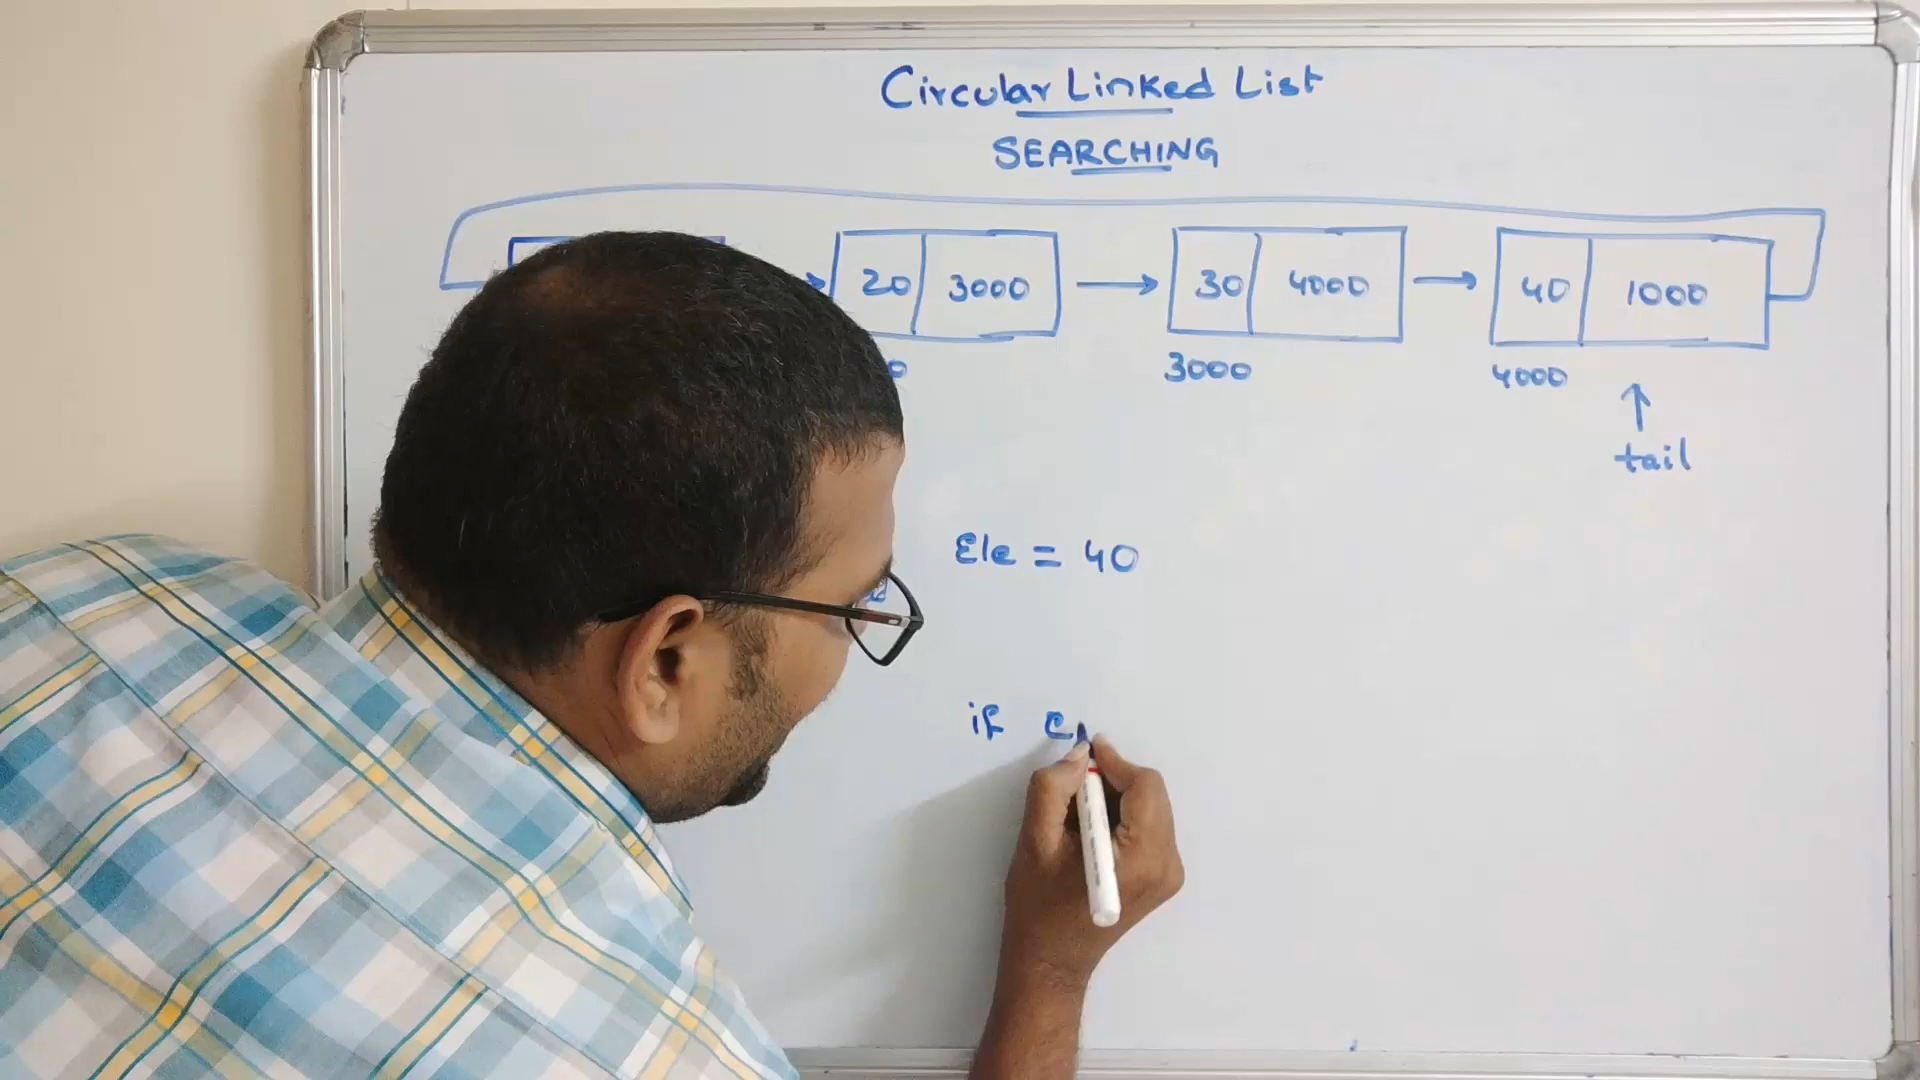 Circular Linked List
SEARCHING
20 3000 30 4000 40 1000
3000 4000
tail
Ele = 40
if